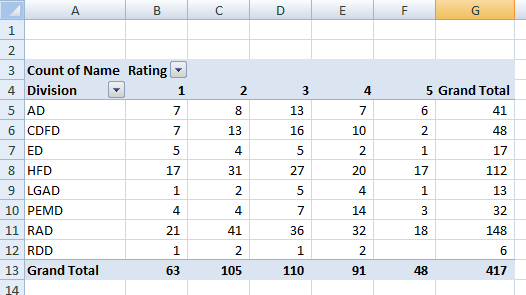 A B C D E F G
1
2
3 Count of Name Rating
4 Division 1 2 3 4 5 Grand Total
5 AD 7 8 13 7 6 41
6 CDFD 7 13 16 10 2 48
7 ED 5 4 5 2 1 17
8 HFD 17 31 27 20 17 112
9 LGAD 1 2 5 4 1 13
10 PEMD 4 4 7 14 3 32
11 RAD 21 41 36 32 18 148
12 RDD 1 2 1 2 6
13 Grand Total 63 105 110 91 48 417
14